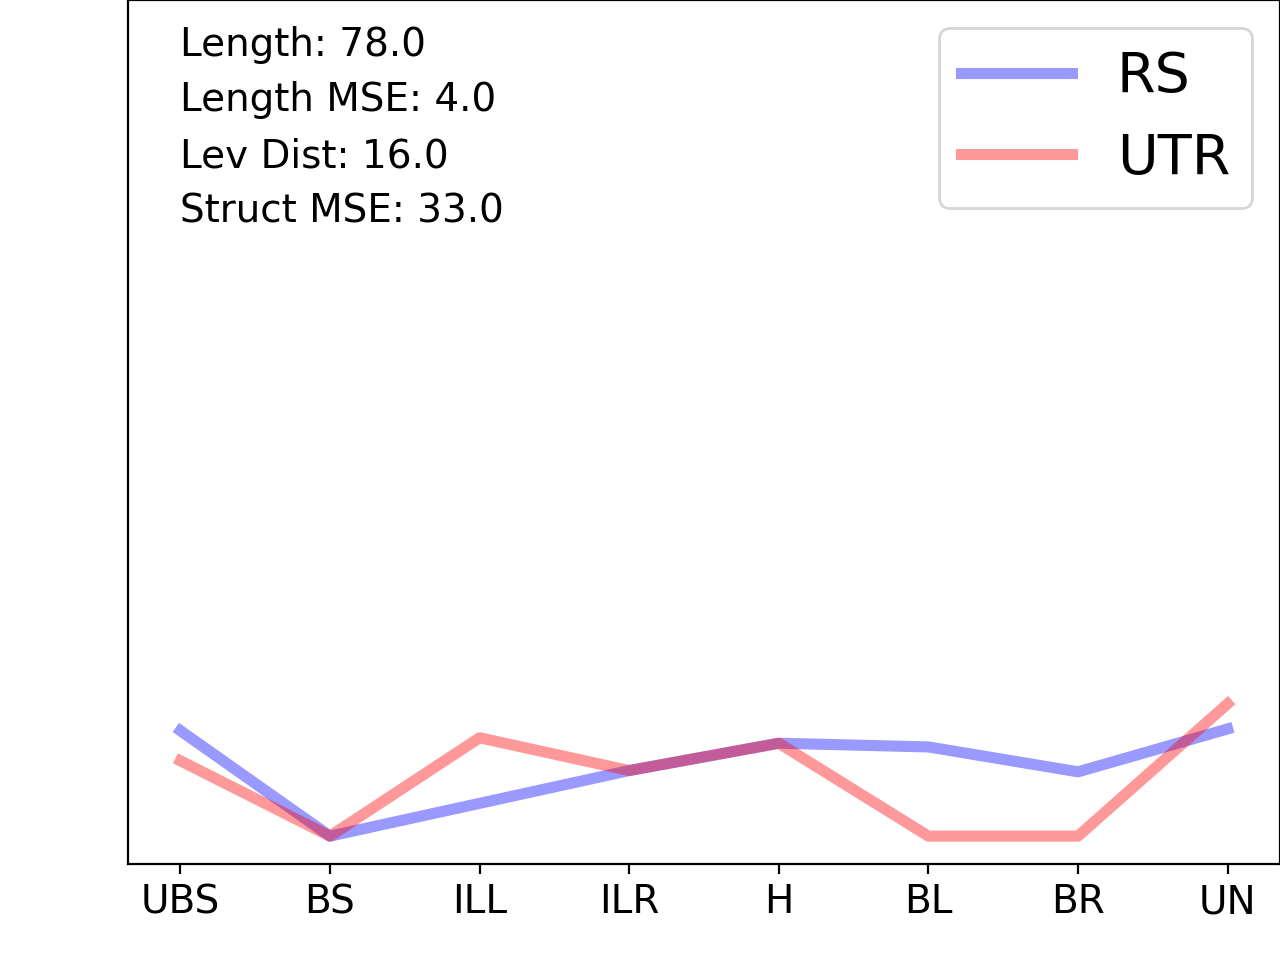 Length: 78.0
Length MSE: 4.0
Lev Dist: 16.0
Struct MSE: 33.0
RS
UTR
UBS BS ILL ILR H BL BR UN